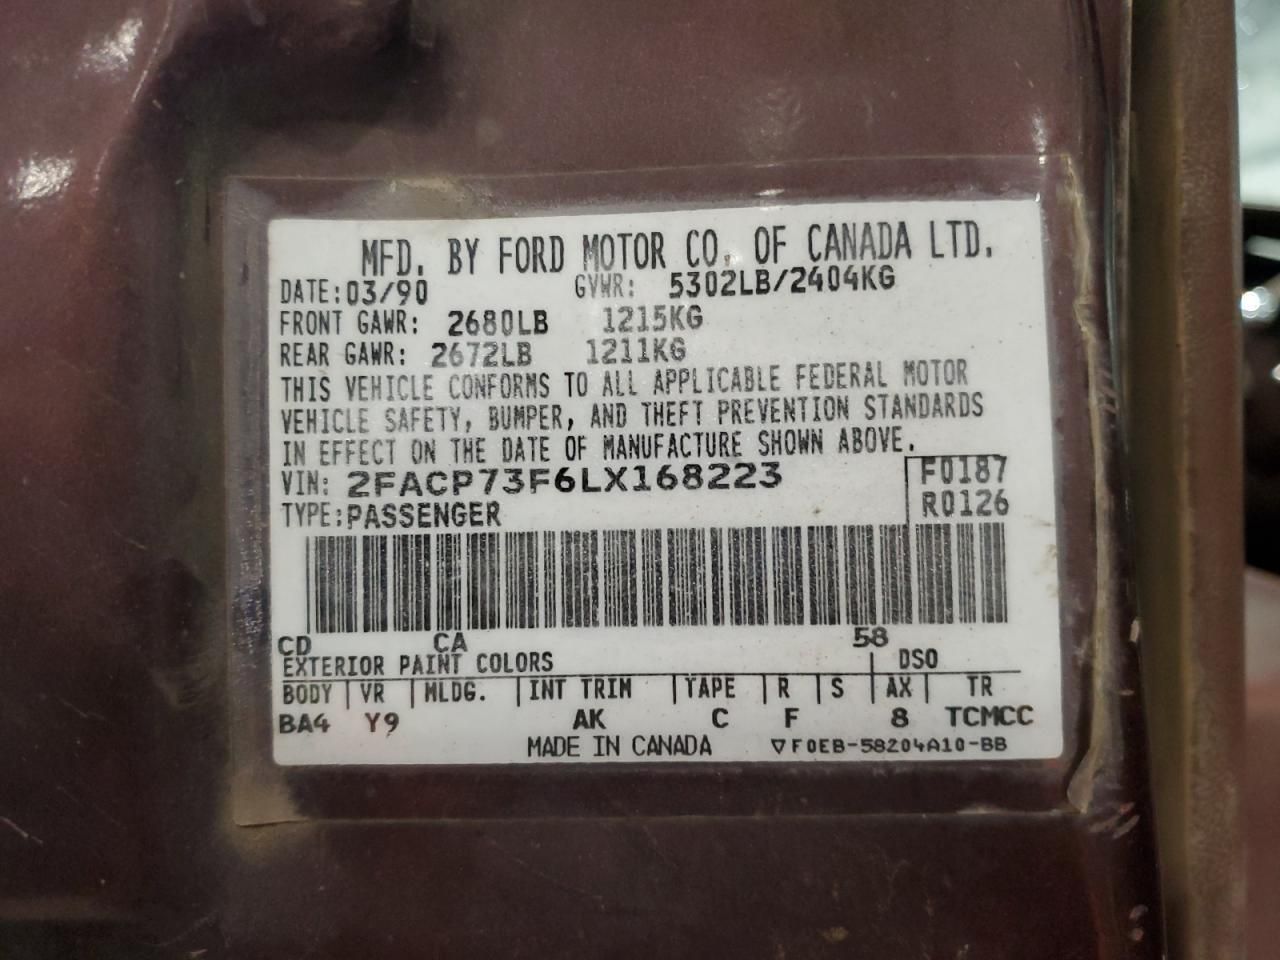 MFD. BY FORD MOTOR CO. OF CANADA LTD.
DATE:03/90 GVWR: 5302LB/2404KG
FRONT GAWR: 2680LB 1215KG
REAR GAWR: 2672LB 1211KG
THIS VEHICLE CONFORMS TO ALL APPLICABLE FEDERAL MOTOR
VEHICLE SAFETY, BUMPER, AND THEFT PREVENTION STANDARDS
IN EFFECT ON THE DATE OF MANUFACTURE SHOWN ABOVE.
VIN: 2FACP73F6LX168223 F0187
TYPE:PASSENGER R0126
CD CA 58
EXTERIOR PAINT COLORS DSO
BODY VR MLDG. INT TRIM TAPE R S AX TR
BA4 Y9 AK C F 8 TCMCC
MADE IN CANADA ▽F0EB-58204A10-BB